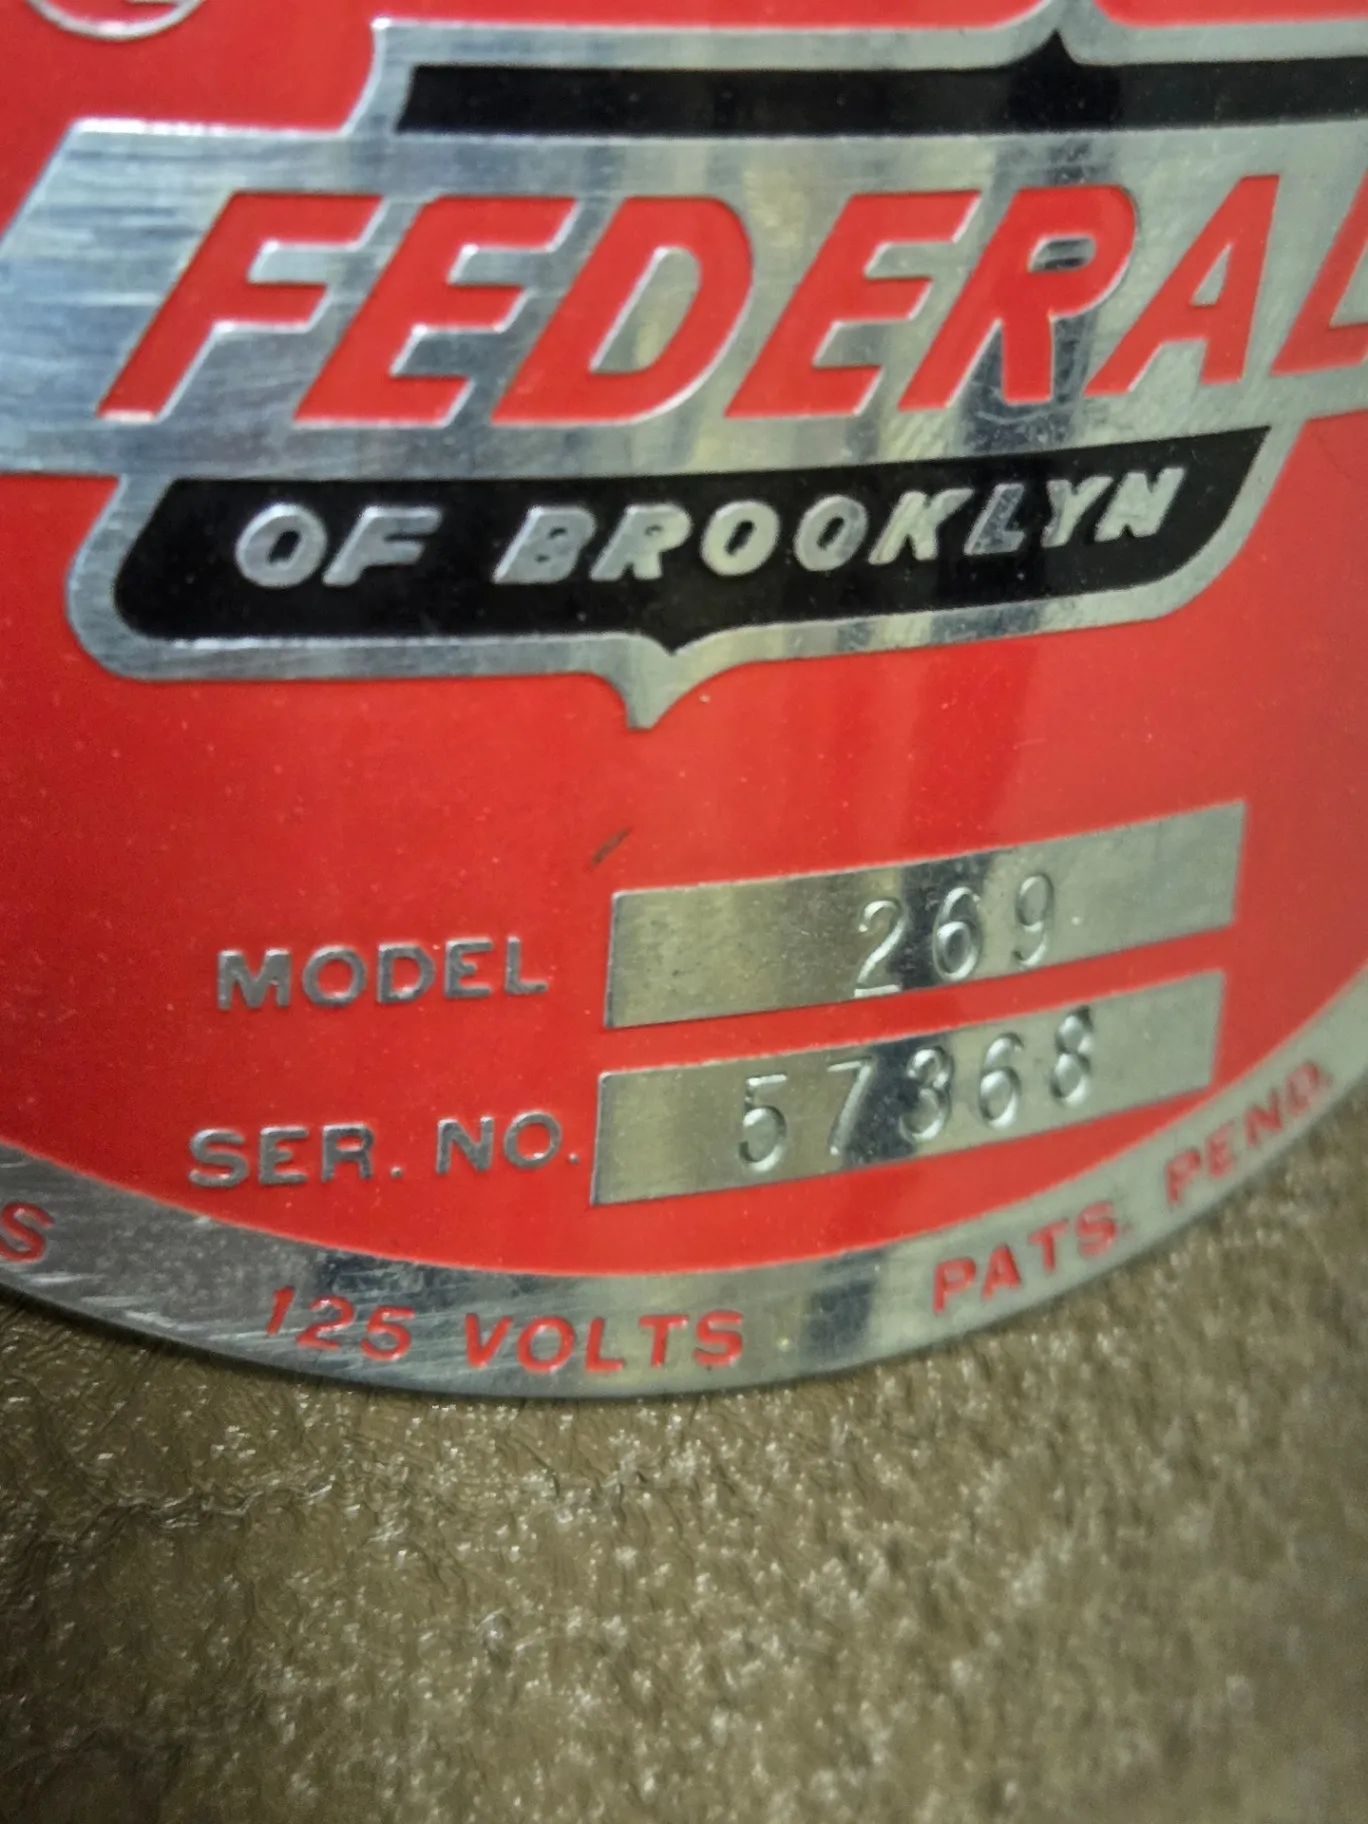 FEDERAL
OF BROOKLYN
MODEL 269
SER. NO. 57368
125 VOLTS PATS. PEND.